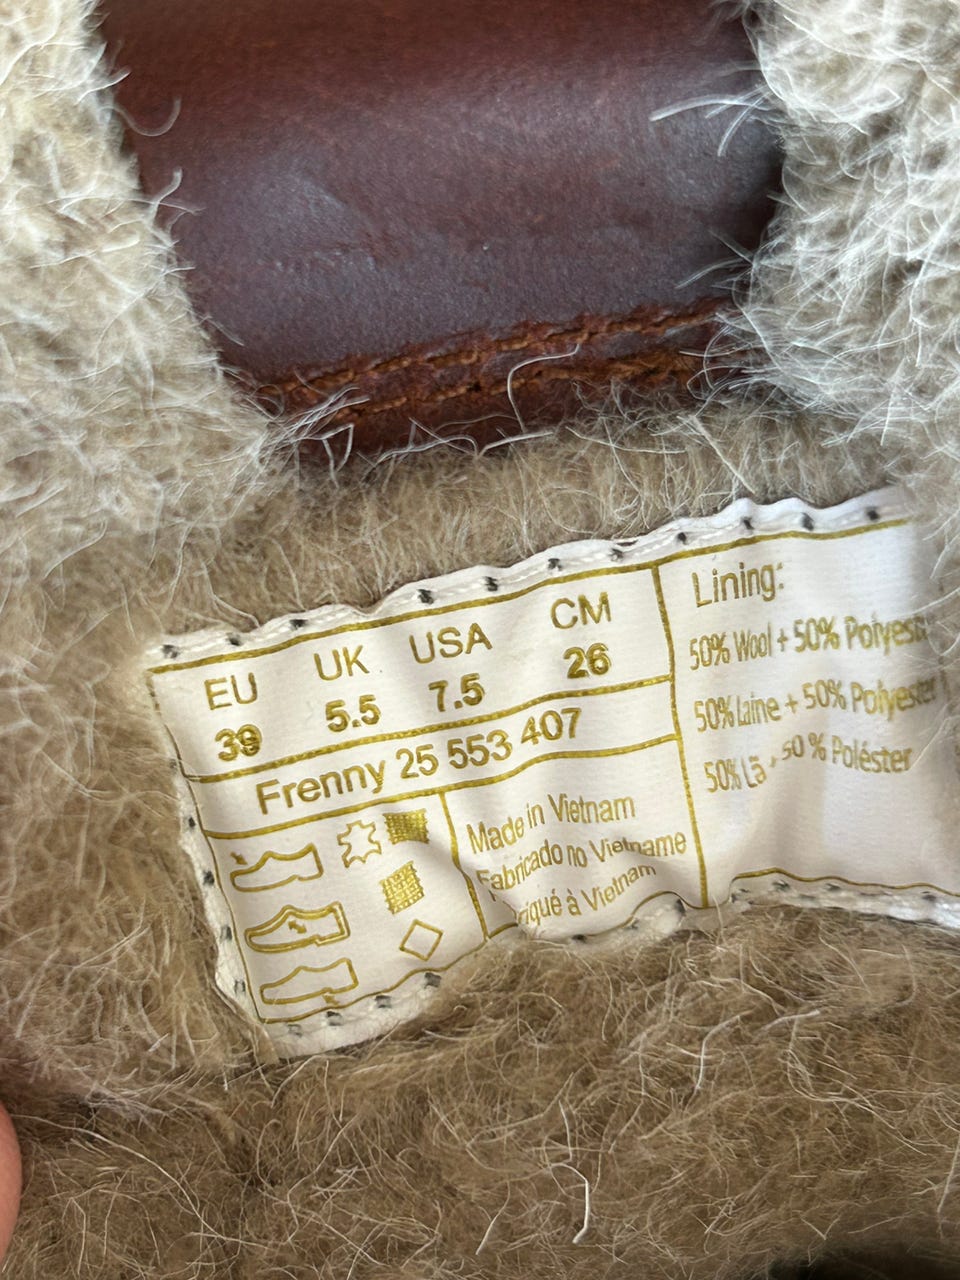 EU UK USA CM
39 5.5 7.5 26
Frenny 25 553 407
Made in Vietnam
Fabricado no Vietname
à Vietnam
Lining:
50% Wool + 50%
50% Laine + 50% Polyester
50% Lã + 50 % Poléster